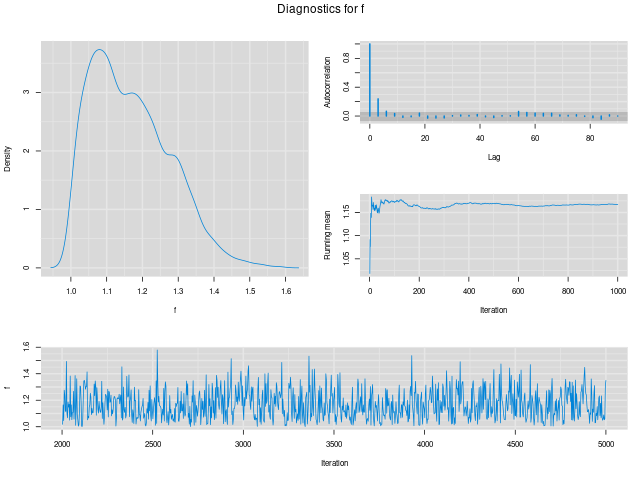 Diagnostics for f
Density
0
1
2
3
1.0 1.1 1.2 1.3 1.4 1.5 1.6
f
Autocorrelation
0.0 0.4 0.8
0 20 40 60 80
Lag
Running mean
1.05 1.10 1.15
0 200 400 600 800 1000
Iteration
f
1.0 1.2 1.4 1.6
2000 2500 3000 3500 4000 4500 5000
Iteration